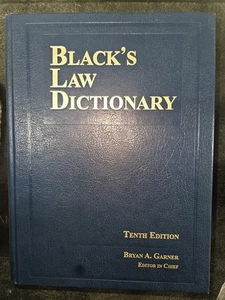 BLACK'S
LAW
DICTIONARY
TENTH EDITION
BRYAN A. GARNER
EDITOR IN CHIEF